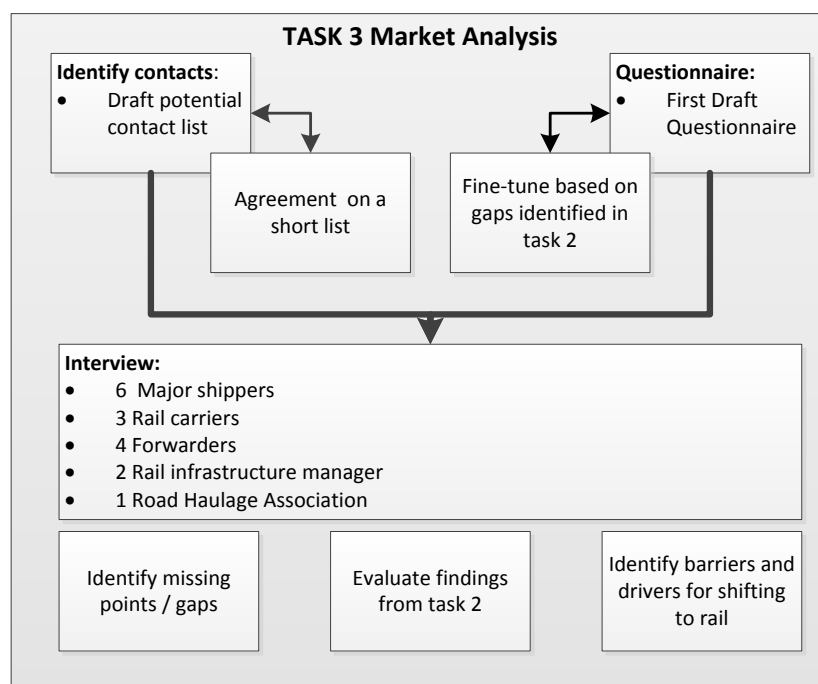 TASK 3 Market Analysis
Identify contacts:
• Draft potential
contact list
Questionnaire:
• First Draft
Questionnaire
Agreement on a
short list
Fine-tune based on
gaps identified in
task 2
Interview:
• 6 Major shippers
• 3 Rail carriers
• 4 Forwarders
• 2 Rail infrastructure manager
• 1 Road Haulage Association
Identify missing
points / gaps
Evaluate findings
from task 2
Identify barriers and
drivers for shifting
to rail